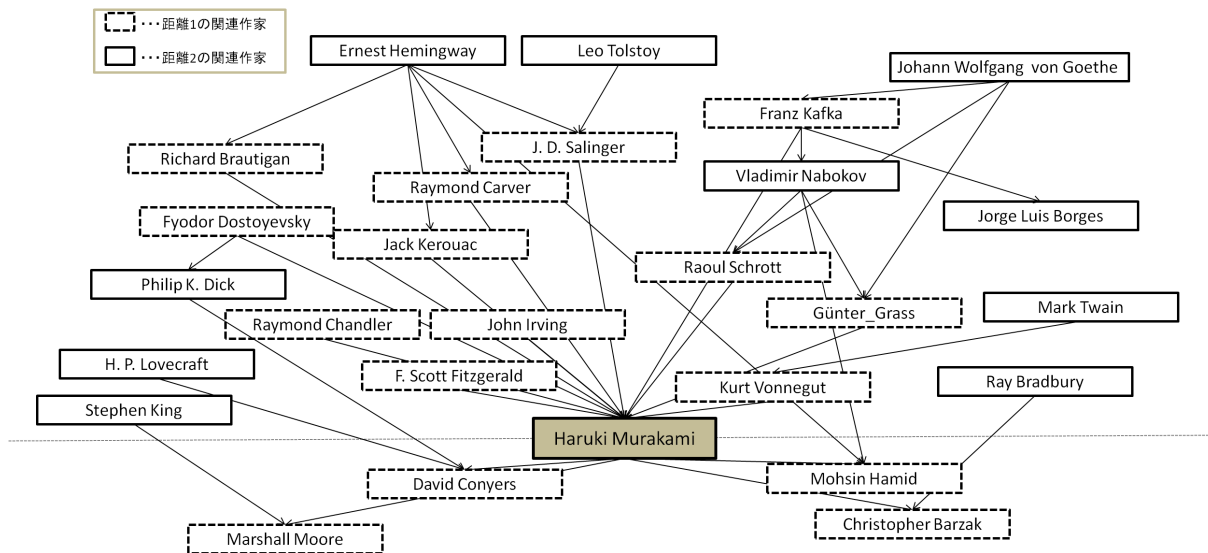 ・・・距離1の関連作家
・・・距離2の関連作家
Ernest Hemingway
Leo Tolstoy
Johann Wolfgang von Goethe
Franz Kafka
Richard Brautigan
J. D. Salinger
Raymond Carver
Vladimir Nabokov
Fyodor Dostoyevsky
Jorge Luis Borges
Jack Kerouac
Raoul Schrott
Philip K. Dick
Günter_Grass
Mark Twain
Raymond Chandler
John Irving
H. P. Lovecraft
F. Scott Fitzgerald
Kurt Vonnegut
Ray Bradbury
Stephen King
Haruki Murakami
David Conyers
Mohsin Hamid
Marshall Moore
Christopher Barzak